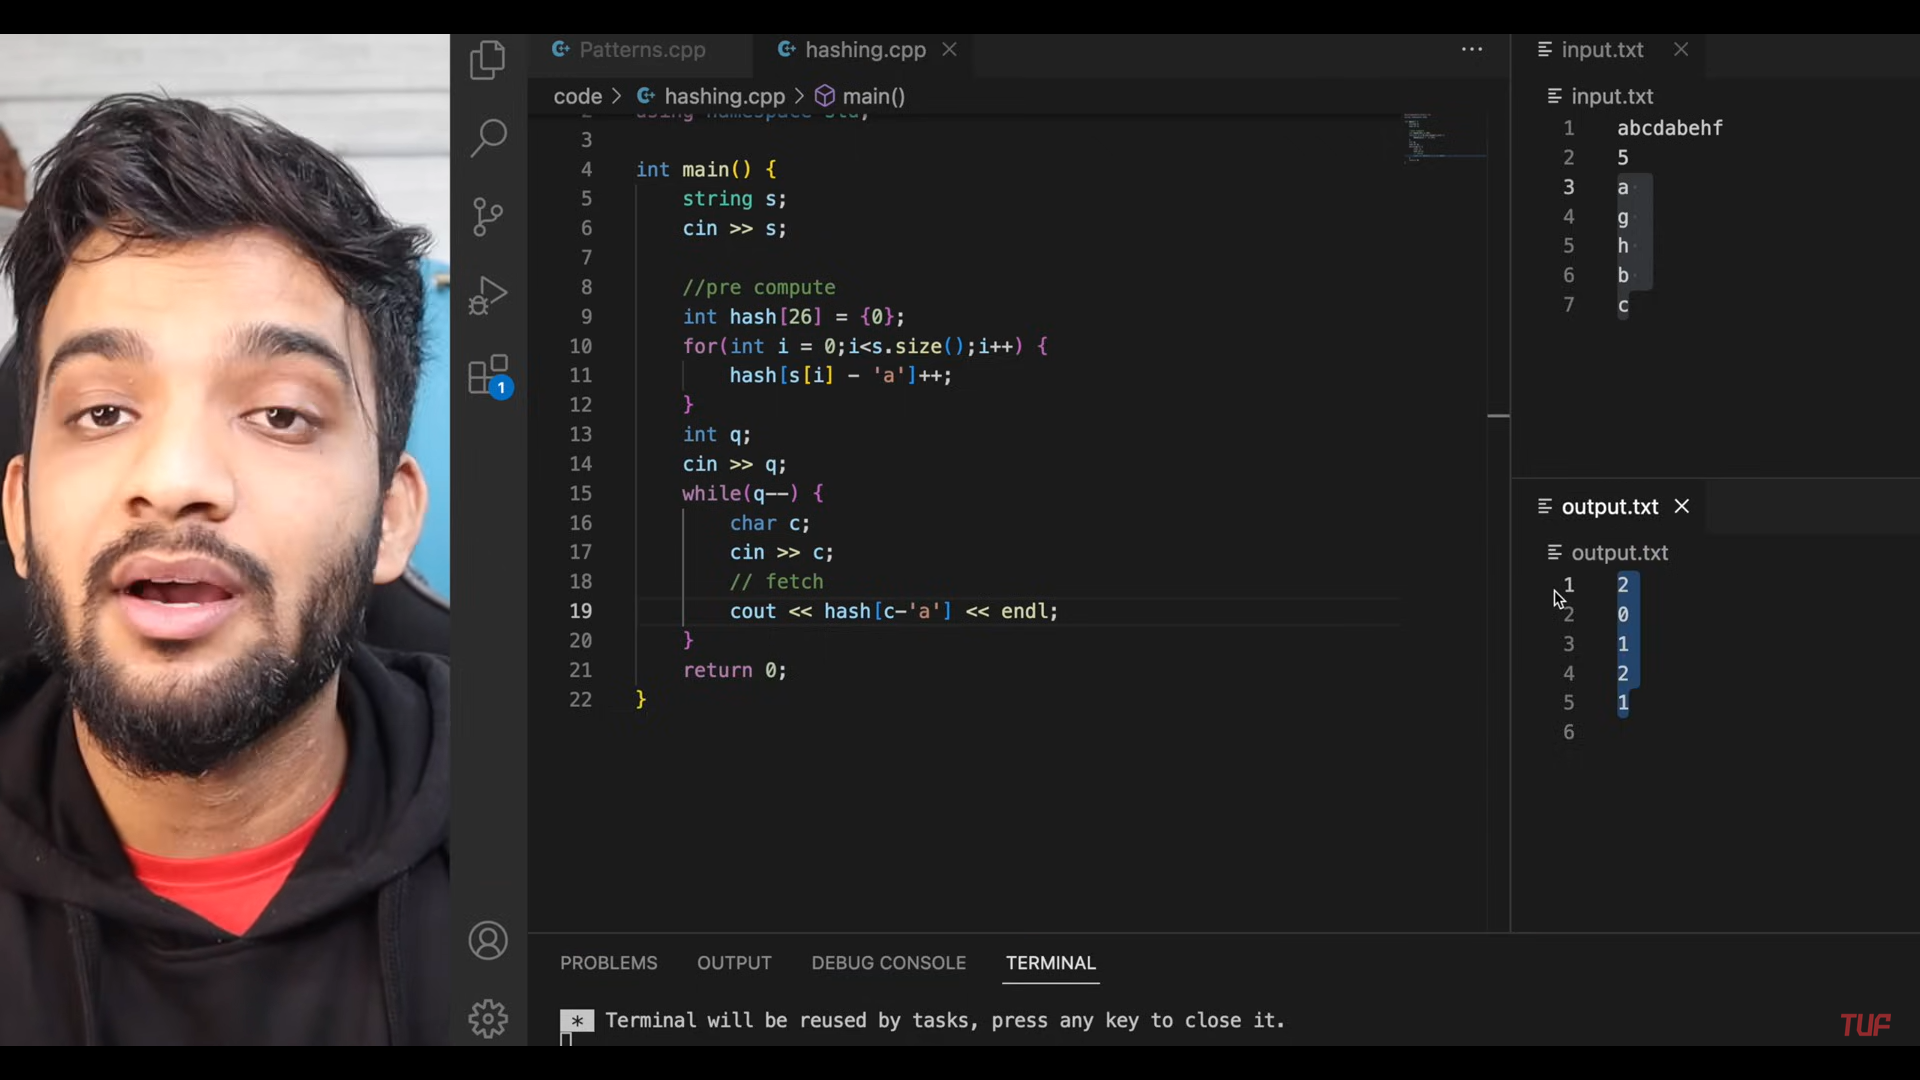 Patterns.cpp
hashing.cpp
code > hashing.cpp > main()
2 using namespace std;
3
4 int main() {
5 string s;
6 cin >> s;
7
8 //pre compute
9 int hash[26] = {0};
10 for(int i = 0;i<s.size();i++) {
11 hash[s[i] - 'a']++;
12 }
13 int q;
14 cin >> q;
15 while(q--) {
16 char c;
17 cin >> c;
18 // fetch
19 cout << hash[c-'a'] << endl;
20 }
21 return 0;
22 }
1
input.txt
input.txt
1 abcdabehf
2 5
3 a
4 g
5 h
6 b
7 c
output.txt
output.txt
1 2
2 0
3 1
4 2
5 1
6
PROBLEMS OUTPUT DEBUG CONSOLE TERMINAL
* Terminal will be reused by tasks, press any key to close it.
TUF